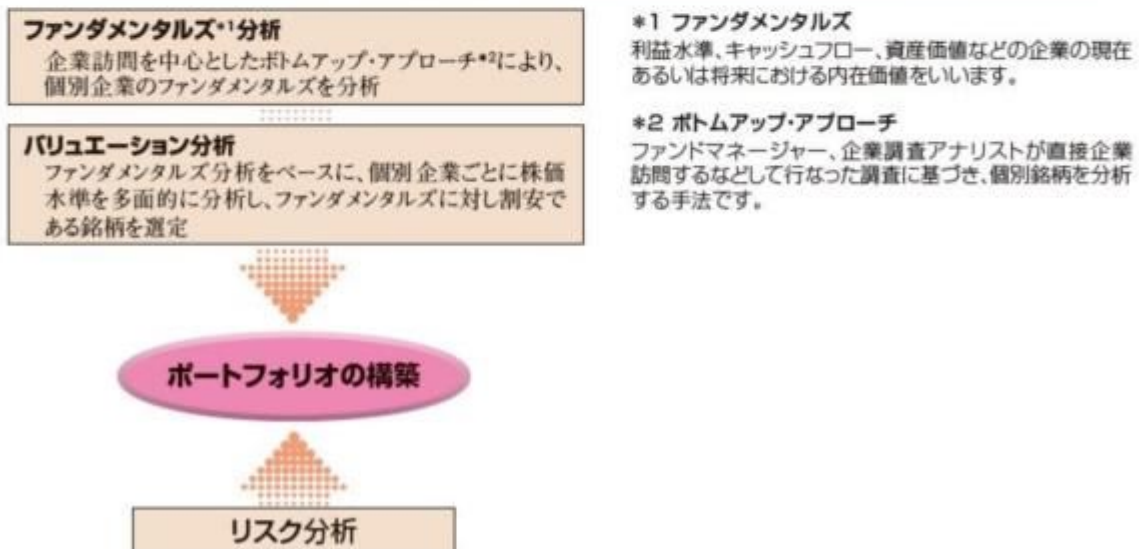 ファンダメンタルズ*1分析
企業訪問を中心としたボトムアップ・アプローチ*2により、
個別企業のファンダメンタルズを分析
バリュエーション分析
ファンダメンタルズ分析をベースに、個別企業ごとに株価
水準を多面的に分析し、ファンダメンタルズに対し割安で
ある銘柄を選定
ポートフォリオの構築
リスク分析
*1 ファンダメンタルズ
利益水準、キャッシュフロー、資産価値などの企業の現在
あるいは将来における内在価値をいいます。
*2 ボトムアップ・アプローチ
ファンドマネージャー、企業調査アナリストが直接企業
訪問するなどして行なった調査に基づき、個別銘柄を分析
する手法です。